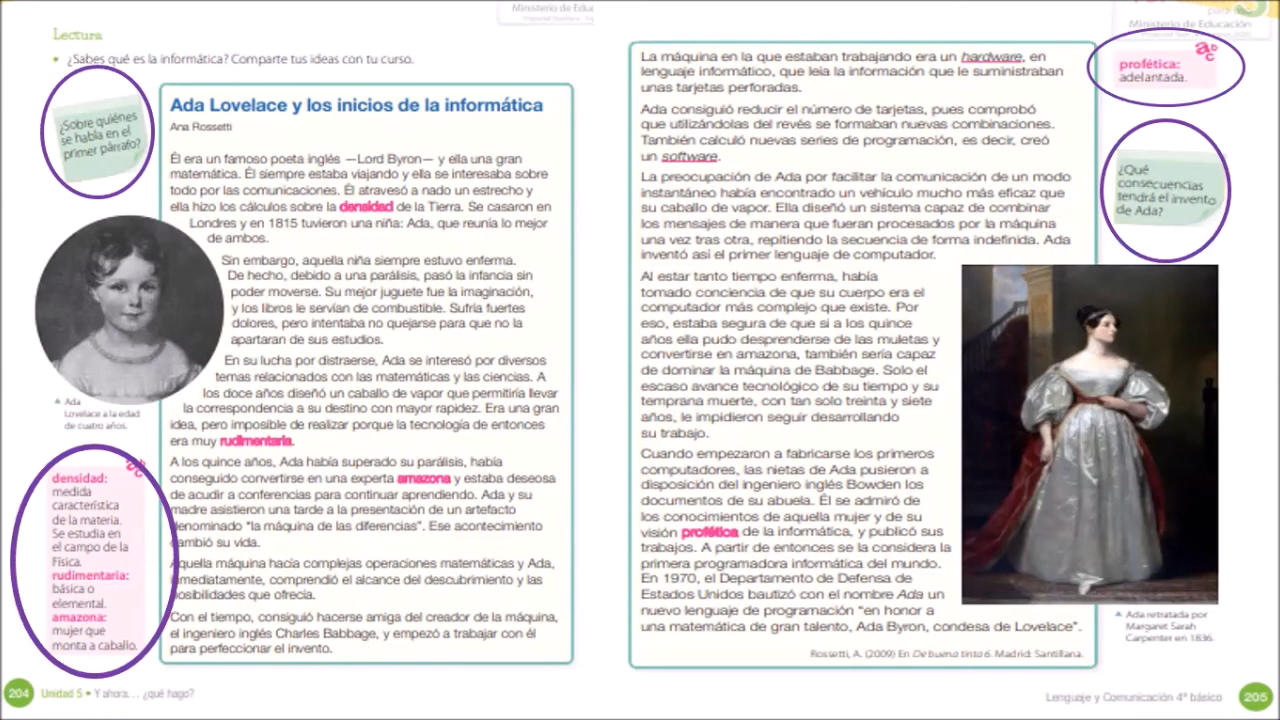 Ministerio de Educ
Lectura
• ¿Sabes qué es la informática? Comparte tus ideas con tu curso.
¿Sobre quiénes
se habla en el
primer párrafo?
Ada Lovelace y los inicios de la informática
Ana Rossetti
Él era un famoso poeta inglés —Lord Byron— y ella una gran
matemática. Él siempre estaba viajando y ella se interesaba sobre
todo por las comunicaciones. Él atravesó a nado un estrecho y
ella hizo los cálculos sobre la densidad de la marea. Se casaron en
Londres y en 1815 tuvieron una niña: Ada, que reunía lo mejor
de ambos.
Sin embargo, aquella niña siempre estuvo enferma.
De hecho, debido a una parálisis, pasó la infancia sin
poder moverse. Su mejor juguete fue la imaginación,
y los libros le servían de combustible. Sufría fuertes
dolores, pero intentaba no quejarse para que no la
apartaran de sus estudios.
En su lucha por distraerse, Ada se interesó por diversos
temas relacionados con las matemáticas y las ciencias. A
los doce años diseñó un caballo de vapor que permitiría llevar
la correspondencia a su destino con mayor rapidez. Era una gran
idea, pero imposible de realizar porque la tecnología de entonces
era muy rudimentaria.
A los quince años, Ada había superado su parálisis, había
conseguido convertirse en una experta amazona y estaba deseosa
de acudir a conferencias para continuar aprendiendo. Ada y su
madre asistieron una tarde a la presentación de un artefacto
denominado “la máquina de las diferencias”. Ese acontecimiento
cambió su vida.
Aquella máquina hacía complejas operaciones matemáticas y Ada,
inmediatamente, comprendió el alcance del descubrimiento y las
posibilidades que ofrecía.
Con el tiempo, consiguió hacerse amiga del creador de la máquina,
el ingeniero inglés Charles Babbage, y empezó a trabajar con él
para perfeccionar el invento.
Ada
Lovelace a la edad
de cuatro años.
abc
densidad:
medida
característica
de la materia.
Se estudia en
el campo de la
Física.
rudimentaria:
básica o
elemental.
amazona:
mujer que
monta a caballo.
204 Unidad 5 • Y ahora... ¿qué hago?
Ministerio de Educación
La máquina en la que estaban trabajando era un hardware, en
lenguaje informático, que leía la información que le suministraban
unas tarjetas perforadas.
Ada consiguió reducir el número de tarjetas, pues comprobó
que utilizándolas del revés se formaban nuevas combinaciones.
También calculó nuevas series de programación, es decir, creó
un software.
La preocupación de Ada por facilitar la comunicación de un modo
instantáneo había encontrado un vehículo mucho más eficaz que
su caballo de vapor. Ella diseñó un sistema capaz de combinar
los mensajes de manera que fueran procesados por la máquina
una vez tras otra, repitiendo la secuencia de forma indefinida. Ada
inventó así el primer lenguaje de computador.
Al estar tanto tiempo enferma, había
tomado conciencia de que su cuerpo era el
computador más complejo que existe. Por
eso, estaba segura de que si a los quince
años ella pudo desprenderse de las muletas y
convertirse en amazona, también sería capaz
de dominar la máquina de Babbage. Solo el
escaso avance tecnológico de su tiempo y su
temprana muerte, con tan solo treinta y siete
años, le impidieron seguir desarrollando
su trabajo.
Cuando empezaron a fabricarse los primeros
computadores, las nietas de Ada pusieron a
disposición del ingeniero inglés Bowden los
documentos de su abuela. Él se admiró de
los conocimientos de aquella mujer y de su
visión profética de la informática, y publicó sus
trabajos. A partir de entonces se la considera la
primera programadora informática del mundo.
En 1970, el Departamento de Defensa de
Estados Unidos bautizó con el nombre Ada un
nuevo lenguaje de programación “en honor a
una matemática de gran talento, Ada Byron, condesa de Lovelace”.
Rossetti, A. (2009) En De buena tinta 6. Madrid: Santillana.
abc
profética:
adelantada.
¿Qué
consecuencias
tendrá el invento
de Ada?
Ada retratada por
Margaret Sarah
Carpenter en 1836.
Lenguaje y Comunicación 4º básico 205